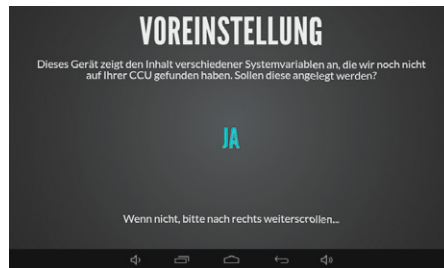 VOREINSTELLUNG
Dieses Gerät zeigt den Inhalt verschiedener Systemvariablen an, die wir noch nicht
auf Ihrer CCU gefunden haben. Sollen diese angelegt werden?
JA
Wenn nicht, bitte nach rechts weiterscrollen...